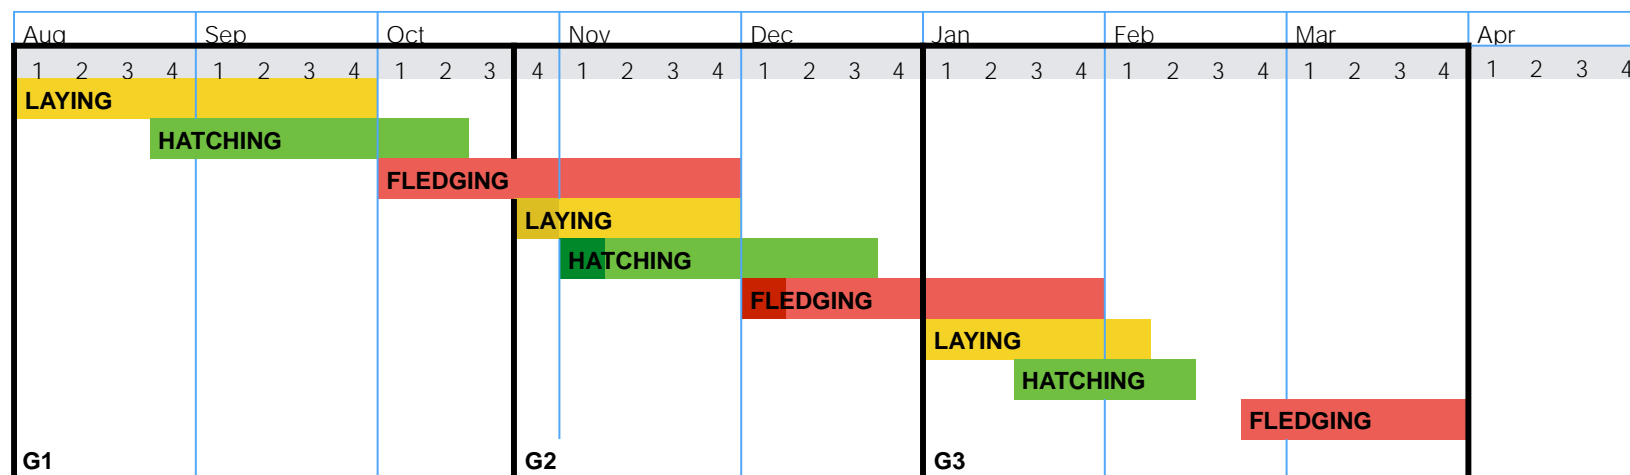 Aug Sep Oct Nov Dec Jan Feb Mar Apr
1 2 3 4 1 2 3 4 1 2 3 4 1 2 3 4 1 2 3 4 1 2 3 4 1 2 3 4 1 2 3 4 1 2 3 4
LAYING
HATCHING
FLEDGING
LAYING
HATCHING
FLEDGING
LAYING
HATCHING
FLEDGING
G1 G2 G3